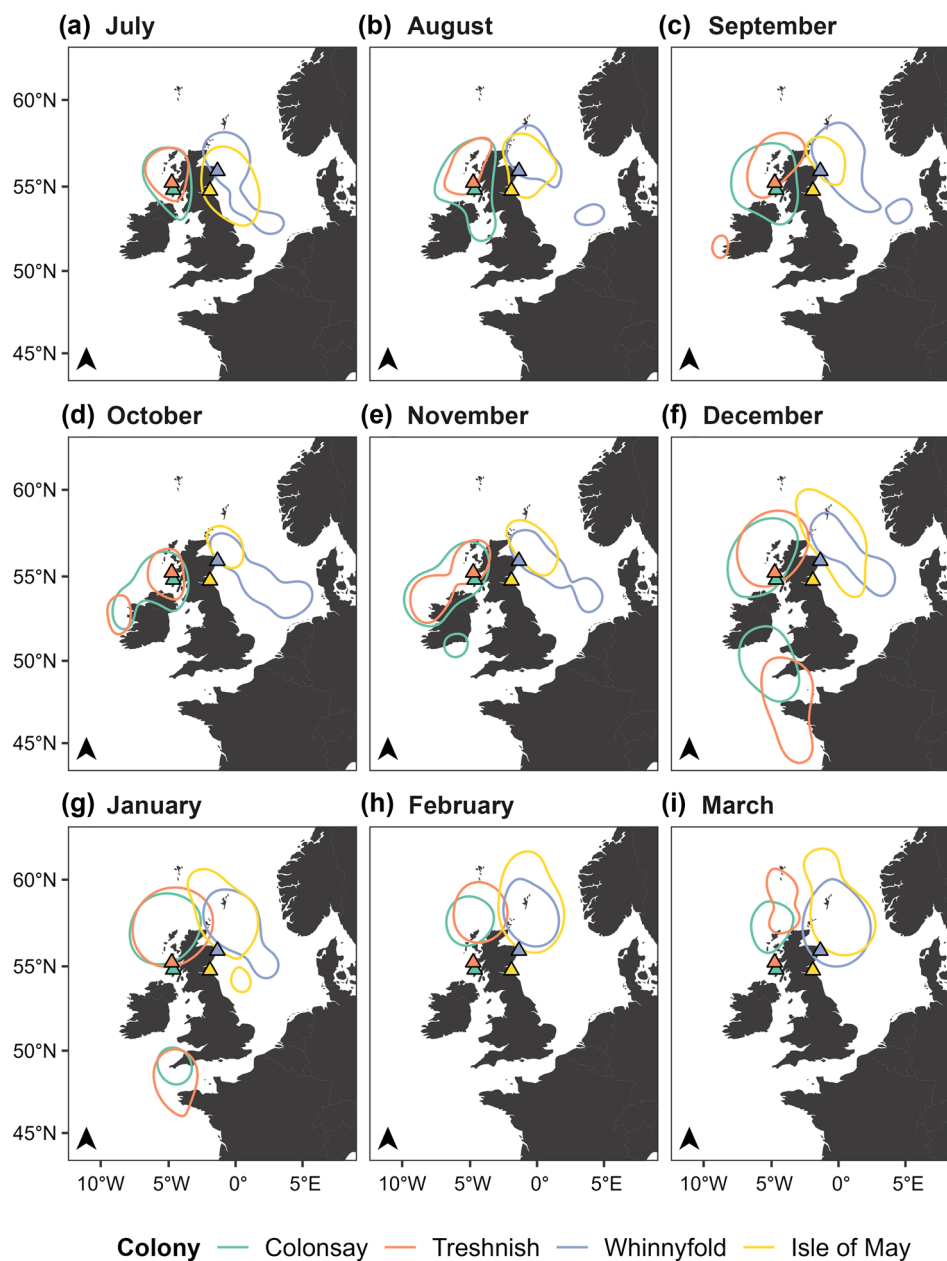 (a) July
(b) August
(c) September
60°N
55°N
50°N
45°N
(d) October
(e) November
(f) December
60°N
55°N
50°N
45°N
(g) January
(h) February
(i) March
60°N
55°N
50°N
45°N
10°W 5°W 0° 5°E
10°W 5°W 0° 5°E
10°W 5°W 0° 5°E
Colony Colonsay Treshnish Whinnyfold Isle of May